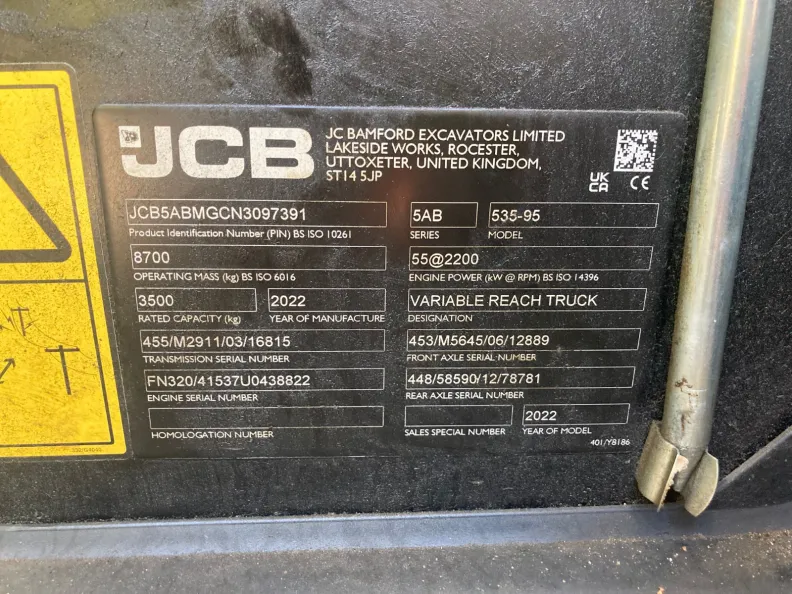 JCB
JC BAMFORD EXCAVATORS LIMITED
LAKESIDE WORKS, ROCESTER,
UTTOXETER, UNITED KINGDOM,
ST14 5JP
UK
CA
CE
JCB5ABMGCN3097391
Product Identification Number (PIN) BS ISO 10261
5AB
SERIES
535-95
MODEL
8700
OPERATING MASS (kg) BS ISO 6016
55@2200
ENGINE POWER (kW @ RPM) BS ISO 14396
3500
RATED CAPACITY (kg)
2022
YEAR OF MANUFACTURE
VARIABLE REACH TRUCK
DESIGNATION
455/M2911/03/16815
TRANSMISSION SERIAL NUMBER
453/M5645/06/12889
FRONT AXLE SERIAL NUMBER
FN320/41537U0438822
ENGINE SERIAL NUMBER
448/58590/12/78781
REAR AXLE SERIAL NUMBER
HOMOLOGATION NUMBER
SALES SPECIAL NUMBER
2022
YEAR OF MODEL
401/Y8186